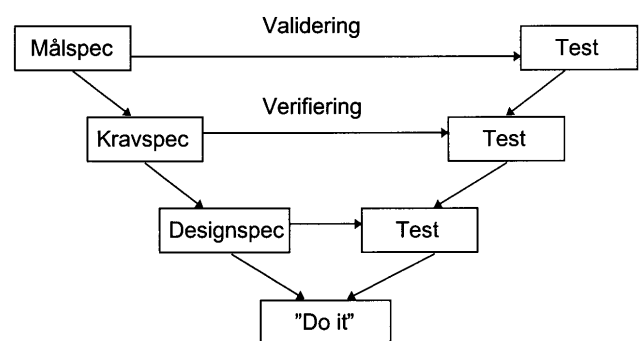 Validering
Målspec
Test
Verifiering
Kravspec
Test
Designspec
Test
”Do it”